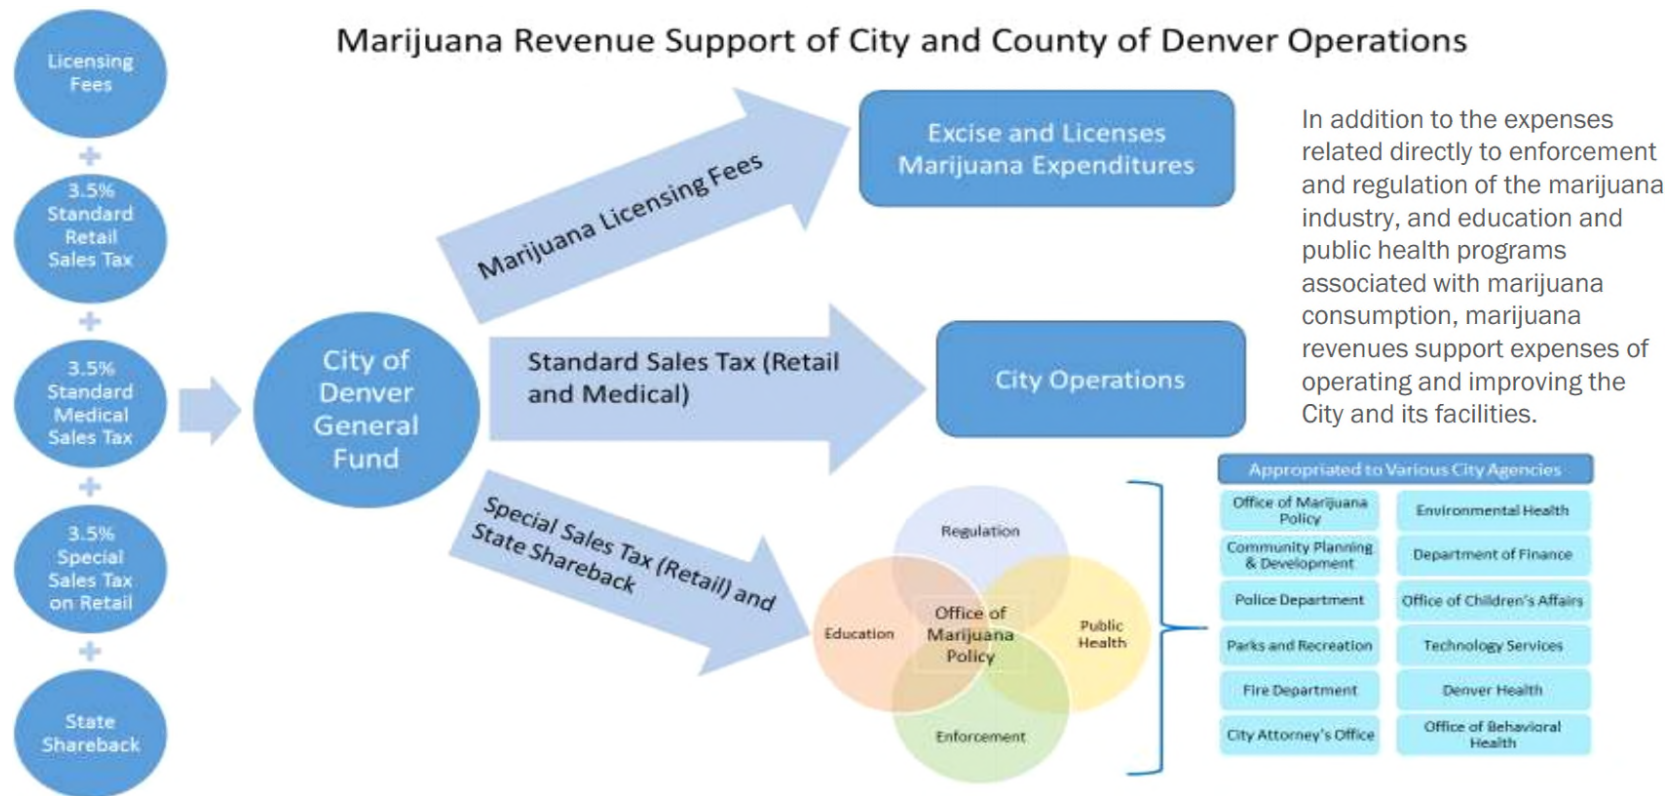 Marijuana Revenue Support of City and County of Denver Operations
Licensing
Fees
+
3.5%
Standard
Retail
Sales Tax
+
3.5%
Standard
Medical
Sales Tax
+
3.5%
Special
Sales Tax
on Retail
+
State
Shareback
City of
Denver
General
Fund
Marijuana Licensing Fees
Excise and Licenses
Marijuana Expenditures
Standard Sales Tax (Retail
and Medical)
City Operations
Special Sales Tax (Retail) and
State Shareback
Regulation
Education
Office of
Marijuana
Policy
Public
Health
Enforcement
In addition to the expenses
related directly to enforcement
and regulation of the marijuana
industry, and education and
public health programs
associated with marijuana
consumption, marijuana
revenues support expenses of
operating and improving the
City and its facilities.
Appropriated to Various City Agencies
Office of Marijuana
Policy
Environmental Health
Community Planning
& Development
Department of Finance
Police Department
Office of Children's Affairs
Parks and Recreation
Technology Services
Fire Department
Denver Health
City Attorney's Office
Office of Behavioral
Health